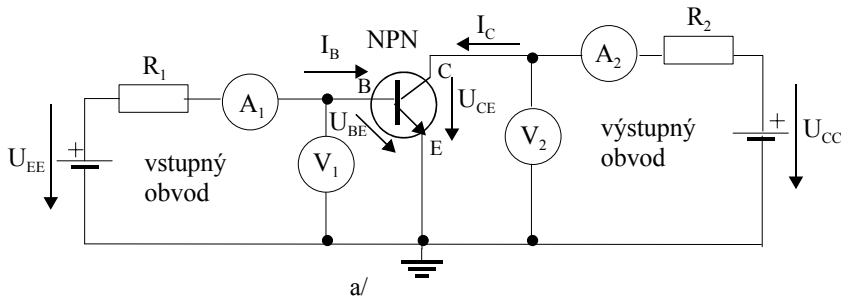 NPN
I_B
I_C
R_1
A_1
B
C
U_CE
A_2
R_2
U_EE
+
vstupný
obvod
V_1
U_BE
E
V_2
výstupný
obvod
+
U_CC
a/